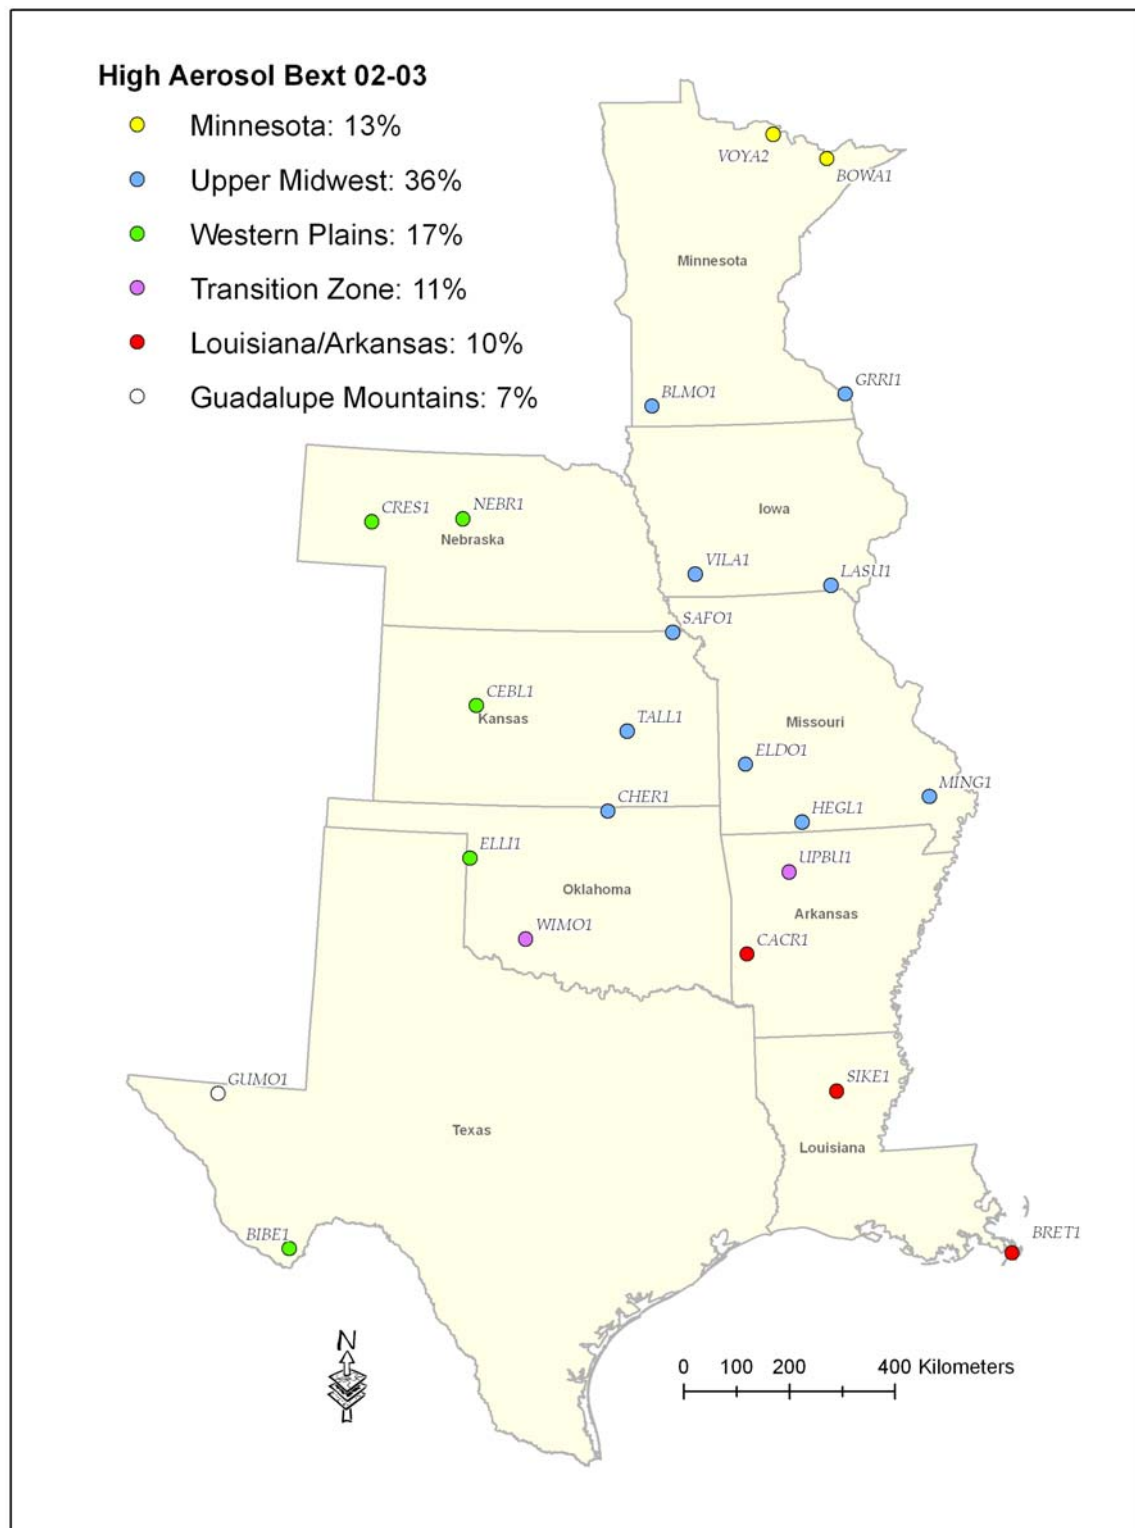 High Aerosol Bext 02-03
Minnesota: 13%
Upper Midwest: 36%
Western Plains: 17%
Transition Zone: 11%
Louisiana/Arkansas: 10%
Guadalupe Mountains: 7%
VOYA2
BOWA1
Minnesota
BLMO1
GRRI1
CRES1
NEBR1
Nebraska
Iowa
VILA1
LASU1
SAFO1
CEBL1
Kansas
TALL1
Missouri
ELDO1
MING1
CHER1
HEGL1
ELLI1
UPBU1
Oklahoma
Arkansas
WIMO1
CACR1
GUMO1
SIKE1
Texas
Louisiana
BIBE1
BRET1
N
0 100 200 400 Kilometers